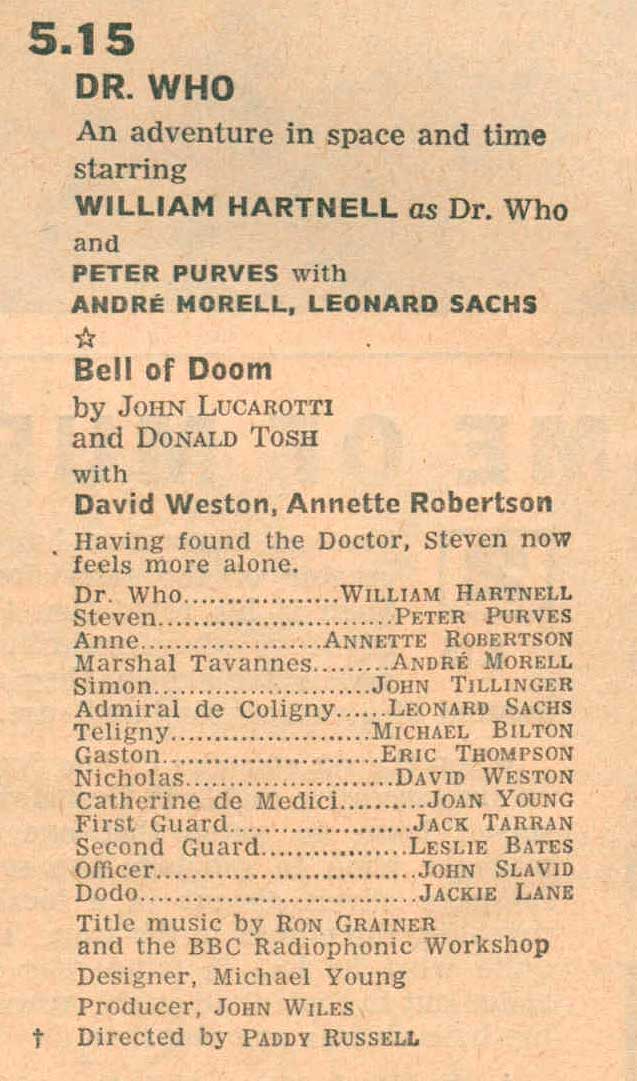 5.15
DR. WHO
An adventure in space and time
starring
WILLIAM HARTNELL as Dr. Who
and
PETER PURVES with
ANDRÉ MORELL, LEONARD SACHS
☆
Bell of Doom
by JOHN LUCAROTTI
and DONALD TOSH
with
David Weston, Annette Robertson
Having found the Doctor, Steven now
feels more alone.
Dr. Who..................WILLIAM HARTNELL
Steven..........................PETER PURVES
Anne....................ANNETTE ROBERTSON
Marshal Tavannes.........ANDRÉ MORELL
Simon........................JOHN TILLINGER
Admiral de Coligny......LEONARD SACHS
Teligny......................MICHAEL BILTON
Gaston........................ERIC THOMPSON
Nicholas.......................DAVID WESTON
Catherine de Medici..........JOAN YOUNG
First Guard....................JACK TARRAN
Second Guard................LESLIE BATES
Officer.............................JOHN SLAVID
Dodo...............................JACKIE LANE
Title music by RON GRAINER
and the BBC Radiophonic Workshop
Designer, Michael Young
Producer, JOHN WILES
† Directed by PADDY RUSSELL